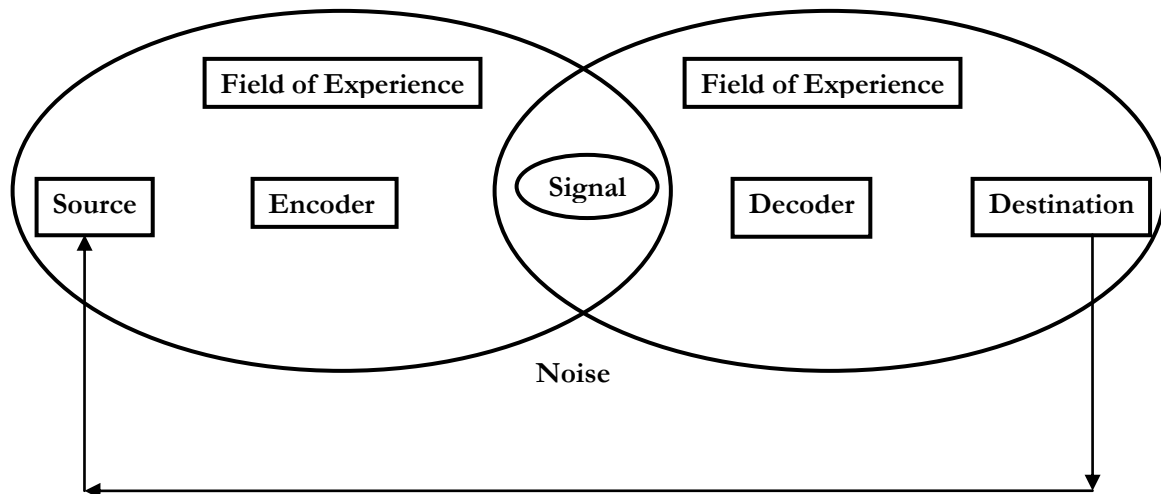 Field of Experience
Field of Experience
Source
Encoder
Signal
Decoder
Destination
Noise